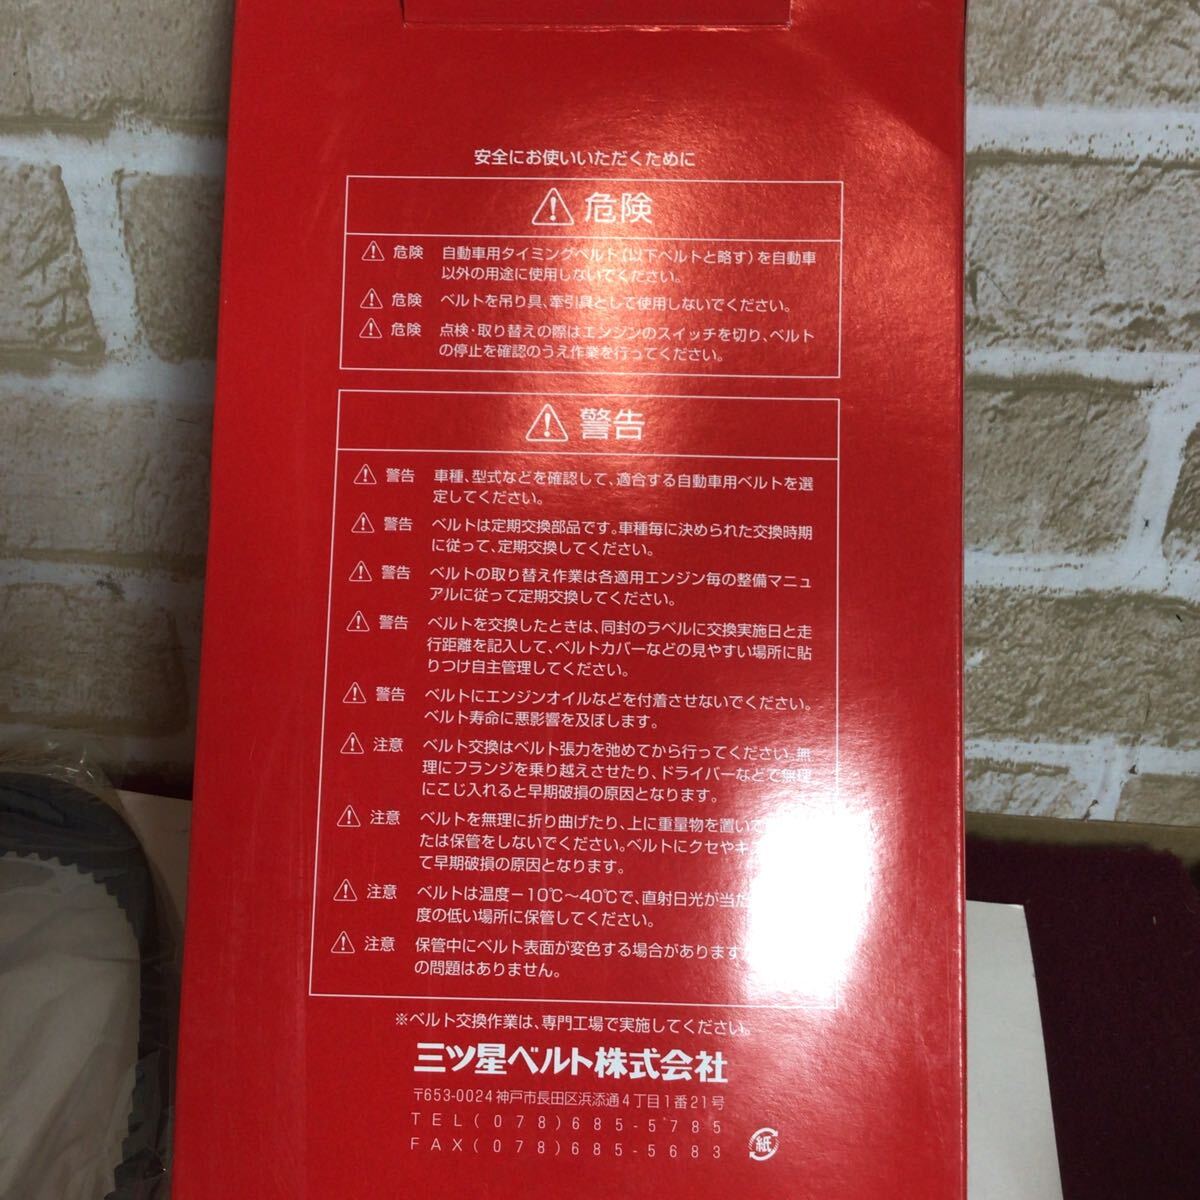 安全にお使いいただくために
危険
危険 自動車用タイミングベルト(以下ベルトと略す)を自動車
以外の用途に使用しないでください。
危険 ベルトを吊り具、牽引具として使用しないでください。
危険 点検・取り替えの際はエンジンのスイッチを切り、ベルト
の停止を確認のうえ作業を行ってください。
警告
警告 車種、型式などを確認して、適合する自動車用ベルトを選
定してください。
警告 ベルトは定期交換部品です。車種毎に決められた交換時期
に従って、定期交換してください。
警告 ベルトの取り替え作業は各適用エンジン毎の整備マニュ
アルに従って定期交換してください。
警告 ベルトを交換したときは、同封のラベルに交換実施日と走
行距離を記入して、ベルトカバーなどの見やすい場所に貼
りつけ自主管理してください。
警告 ベルトにエンジンオイルなどを付着させないでください。
ベルト寿命に悪影響を及ぼします。
注意 ベルト交換はベルト張力を弛めてから行ってください。無
理にフランジを乗り越えさせたり、ドライバーなどで無理
にこじ入れると早期破損の原因となります。
注意 ベルトを無理に折り曲げたり、上に重量物を置いて
たは保管をしないでください。ベルトにクセやキ
て早期破損の原因となります。
注意 ベルトは温度−10℃〜40℃で、直射日光が当た
度の低い場所に保管してください。
注意 保管中にベルト表面が変色する場合があります
の問題はありません。
※ベルト交換作業は、専門工場で実施してください。
三ツ星ベルト株式会社
〒653-0024 神戸市長田区浜添通4丁目1番21号
TEL(078)685-5785
FAX(078)685-5683
紙